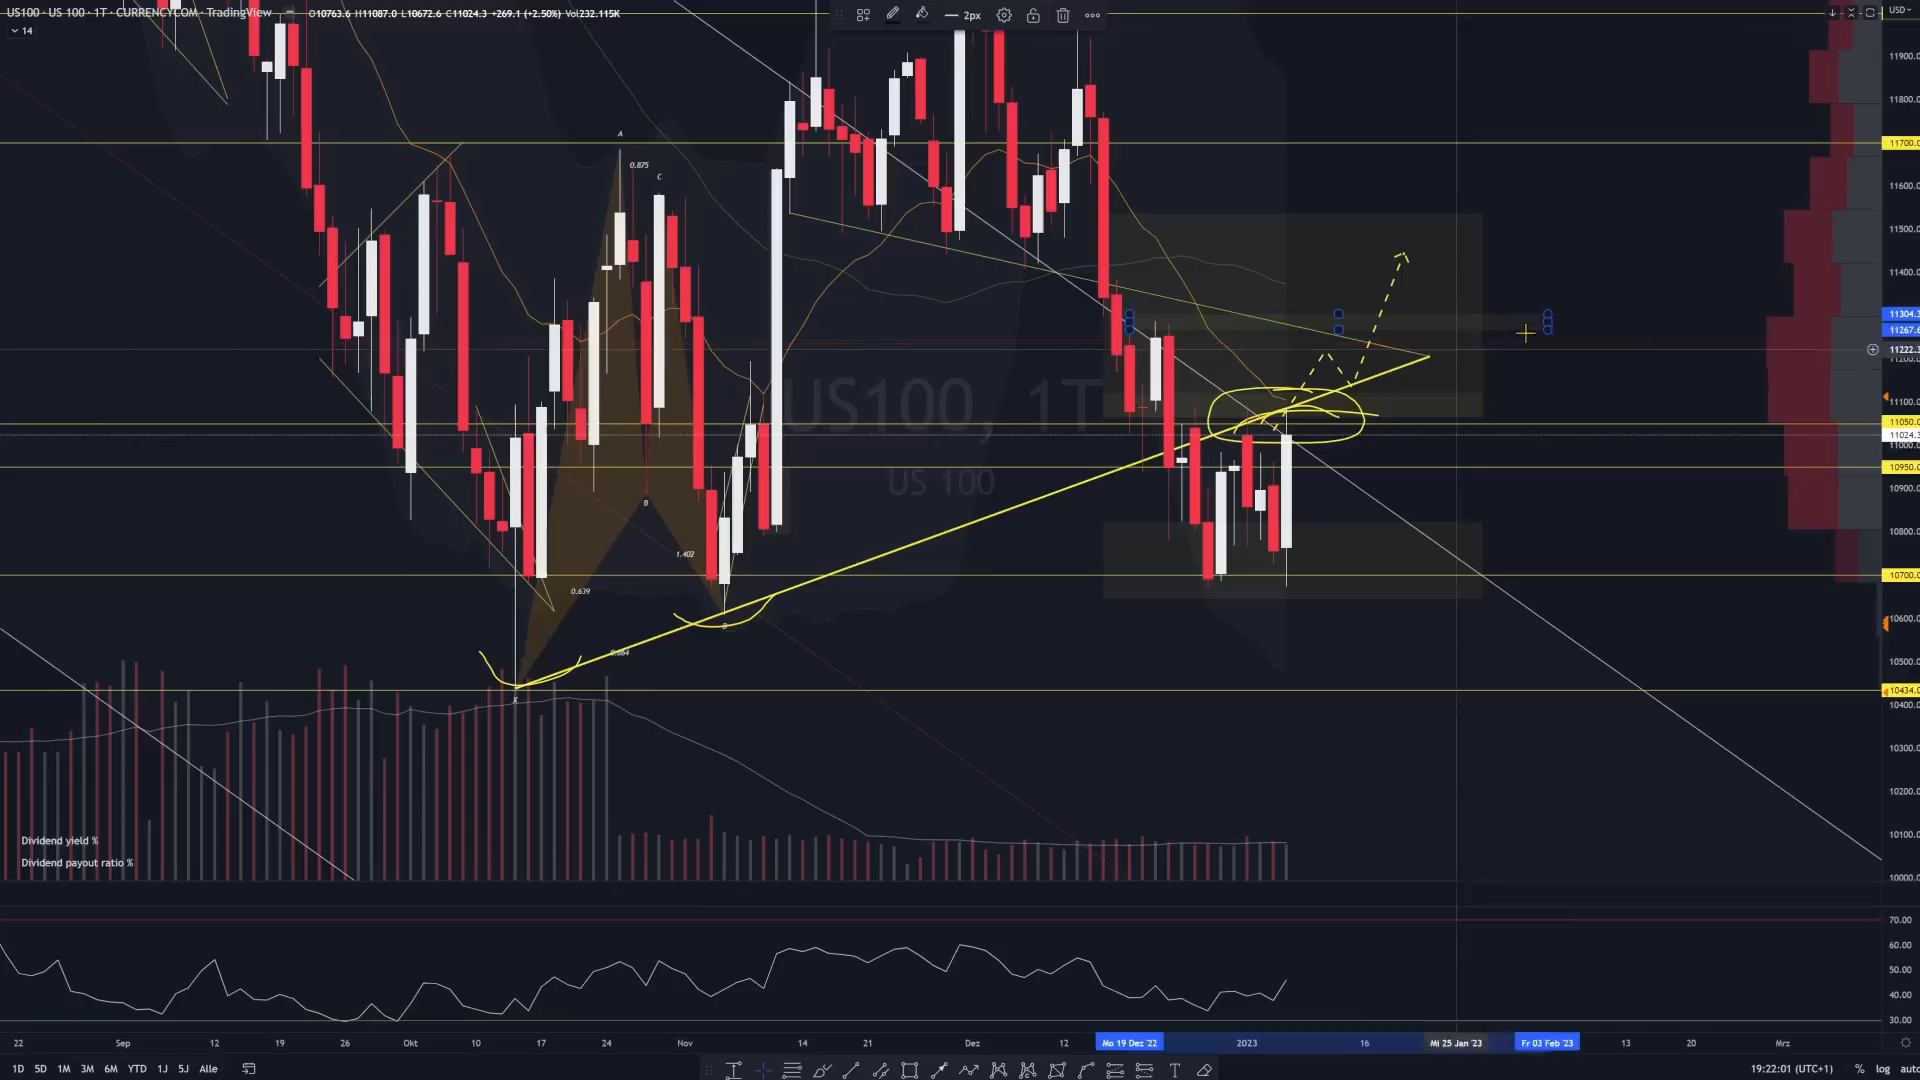 US100 · US 100 · 1T · CURRENCYCOM · TradingView O10763.6 H11087.0 L10672.6 C11024.3 +269.1 (+2.50%) Vol232.115K
14
2px
USD
11900.0
11800.0
11700.0
11600.0
11500.0
11400.0
11304.3
11267.6
11222.3
11100.0
11050.0
11024.3
11000.0
10950.0
10900.0
10800.0
10700.0
10600.0
10500.0
10434.0
10400.0
10300.0
10200.0
10100.0
10000.0
A
0.875
C
B
1.402
0.639
D
X
US100, 1T
US 100
Dividend yield %
Dividend payout ratio %
70.00
60.00
50.00
40.00
30.00
22 Sep 12 19 26 Okt 10 17 24 Nov 14 21 Dez 12 Mo 19 Dez '22 2023 16 Mi 25 Jan '23 Fr 03 Feb '23 13 20 Mrz
1D 5D 1M 3M 6M YTD 1J 5J Alle
T
19:22:01 (UTC+1) % log auto